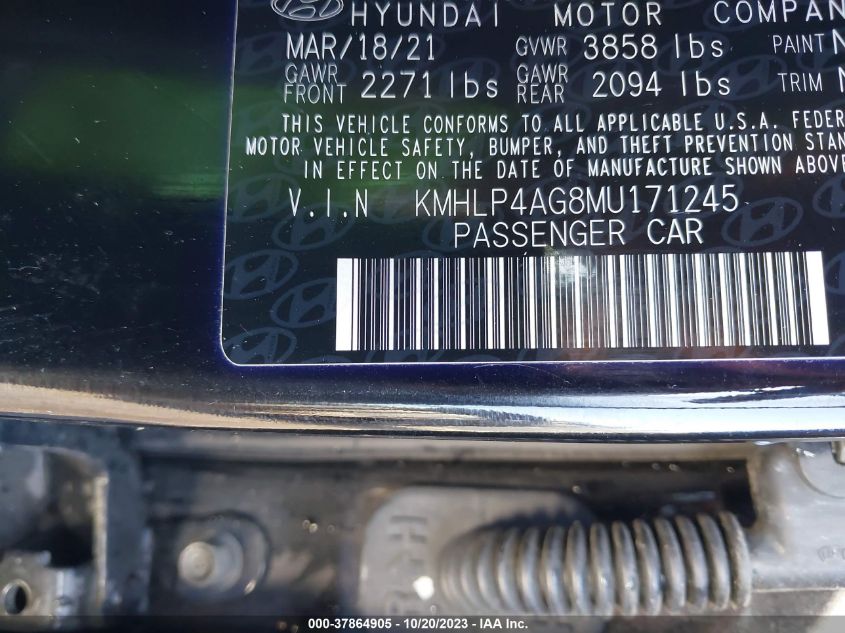 HYUNDAI MOTOR COMPAN
MAR/18/21 GVWR 3858 lbs PAINT N
GAWR FRONT 2271 lbs GAWR REAR 2094 lbs TRIM N
THIS VEHICLE CONFORMS TO ALL APPLICABLE U.S.A. FEDER
MOTOR VEHICLE SAFETY, BUMPER, AND THEFT PREVENTION STAN
IN EFFECT ON THE DATE OF MANUFACTURE SHOWN ABOVE
V.I.N KMHLP4AG8MU171245
PASSENGER CAR
000-37864905 - 10/20/2023 - IAA Inc.